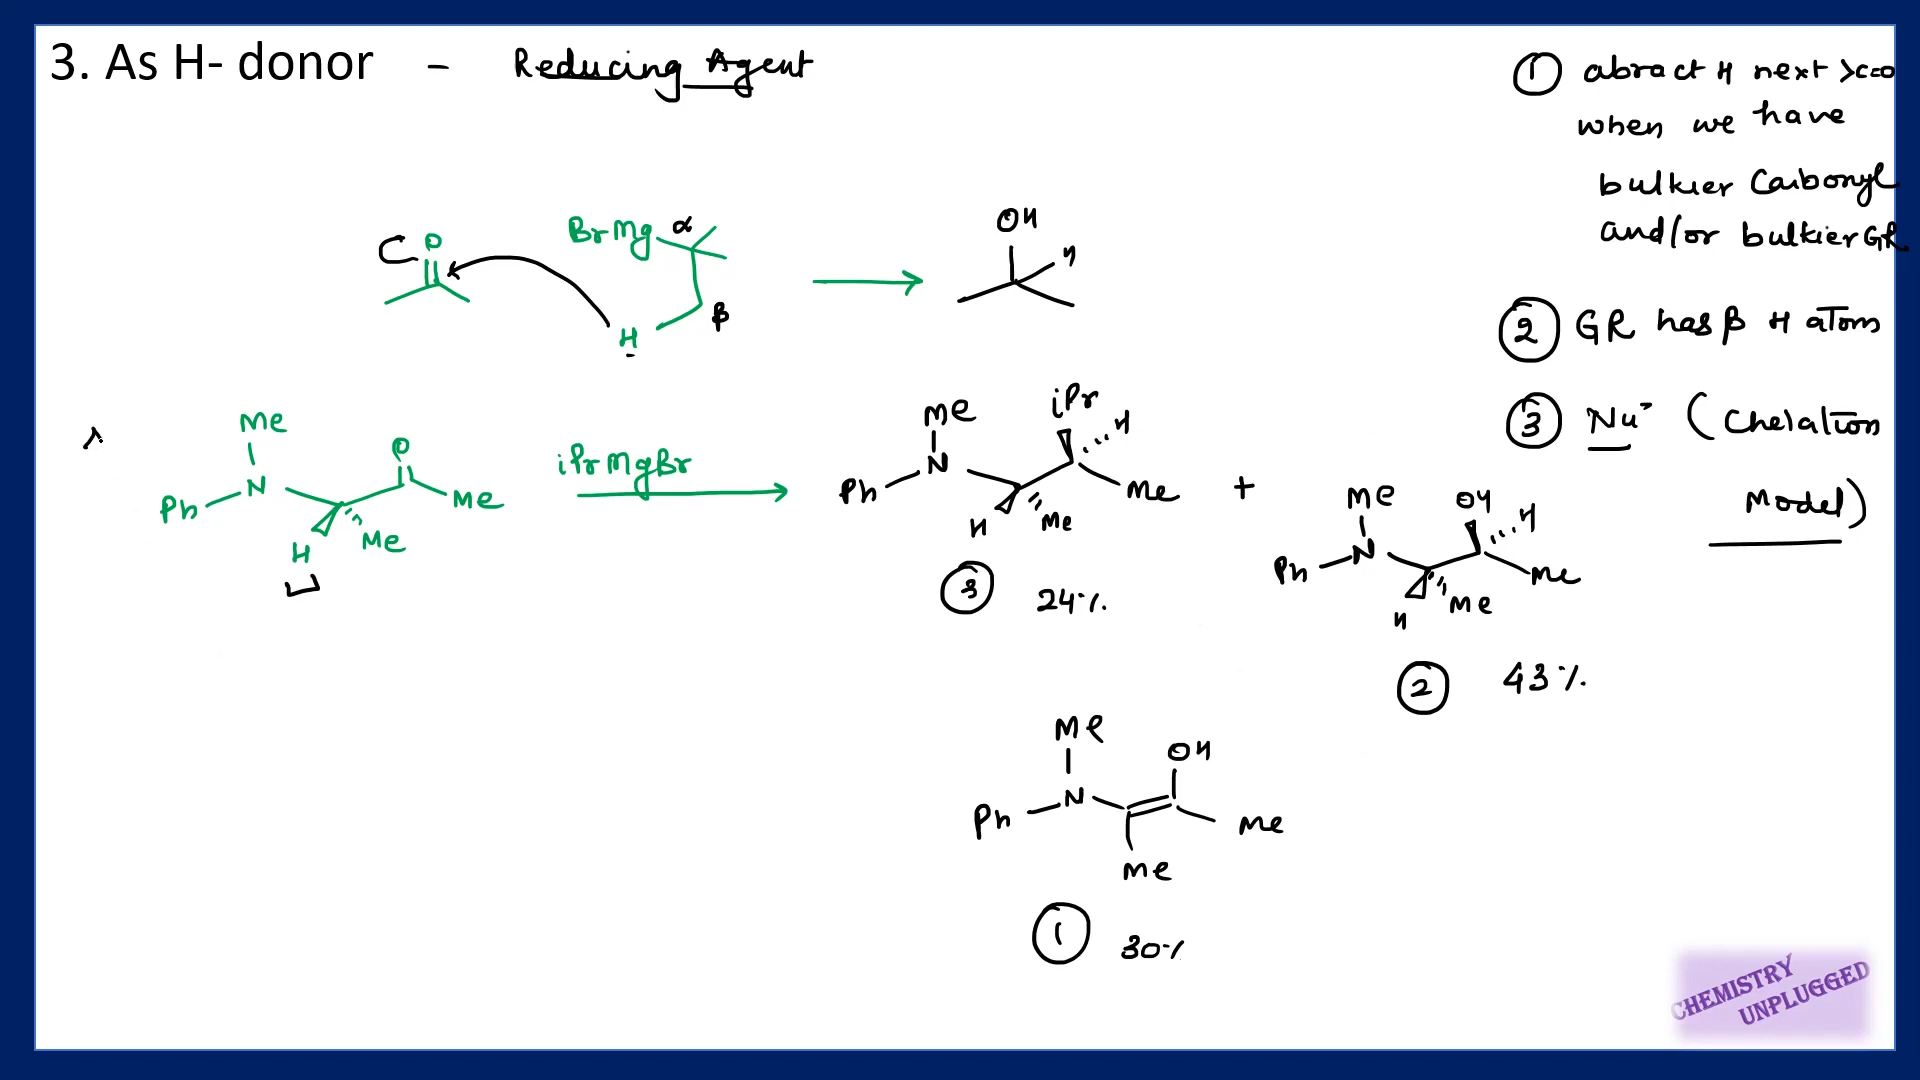 3. As H- donor - Reducing Agent
① abract H next >c=o
when we have
bulkier Carbonyl
and/or bulkier GR
② GR has β H atom
③ Nu⁻ (Chelation
Model)
O
BrMg α
H β
OH
H
Me
N
Ph
H
Me
O
Me
iPrMgBr
Me
N
Ph
H
Me
iPr
H
Me
③ 24%
+
Me
N
Ph
H
Me
OH
H
Me
② 43%
Me
N
Ph
Me
OH
Me
① 30%
CHEMISTRY
UNPLUGGED